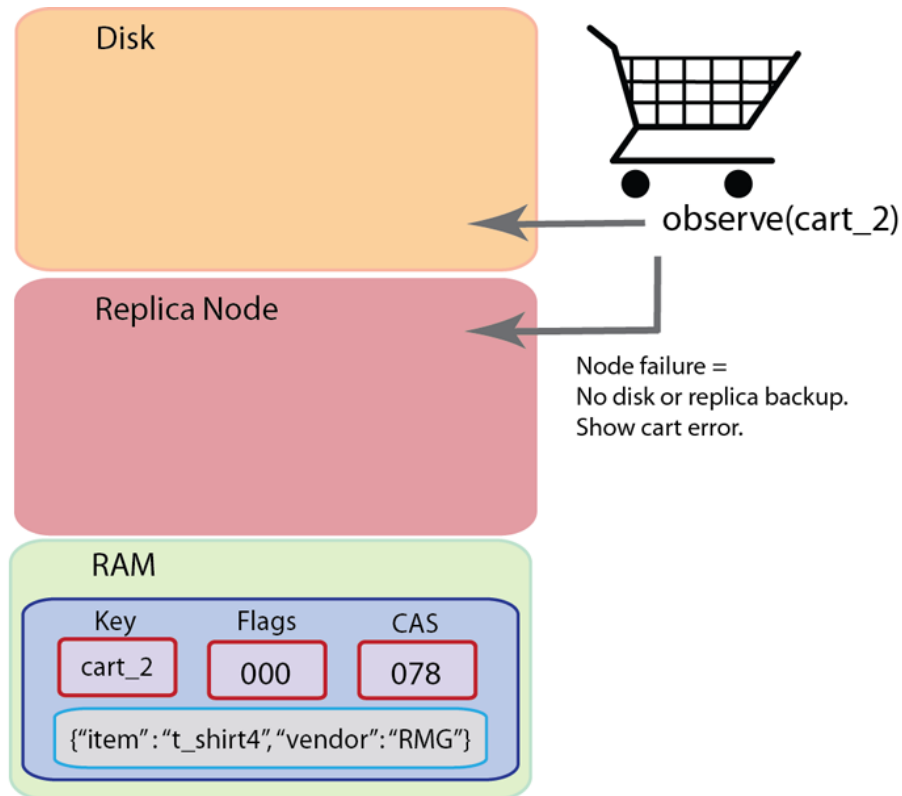 Disk
observe(cart_2)
Replica Node
Node failure =
No disk or replica backup.
Show cart error.
RAM
Key Flags CAS
cart_2 000 078
{“item”:“t_shirt4”,“vendor”:“RMG”}